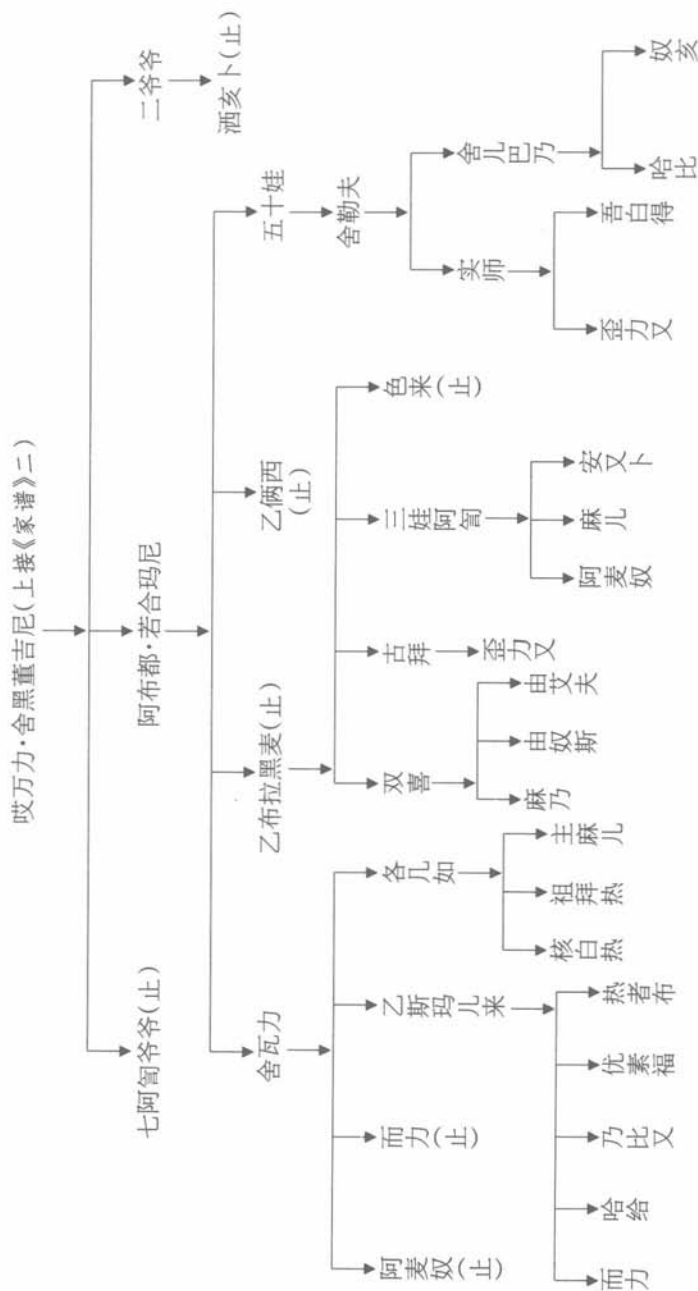 哎万力·舍黑董吉尼(上接《家谱》二)
七阿訇爷爷(止)
阿布都·若合玛尼
二爷爷
洒亥卜(止)
舍瓦力
乙布拉黑麦(止)
乙俩西(止)
五十娃
舍勒夫
阿麦奴(止)
而力(止)
乙斯玛儿来
各几如
双喜
古拜
三娃阿訇
色来(止)
实师
舍儿巴乃
而力
哈给
乃比又
优素福
热者布
核白热
祖拜热
主麻儿
麻乃
由奴斯
由艾夫
歪力又
阿麦奴
麻儿
安又卜
歪力又
吾白得
哈比
奴亥